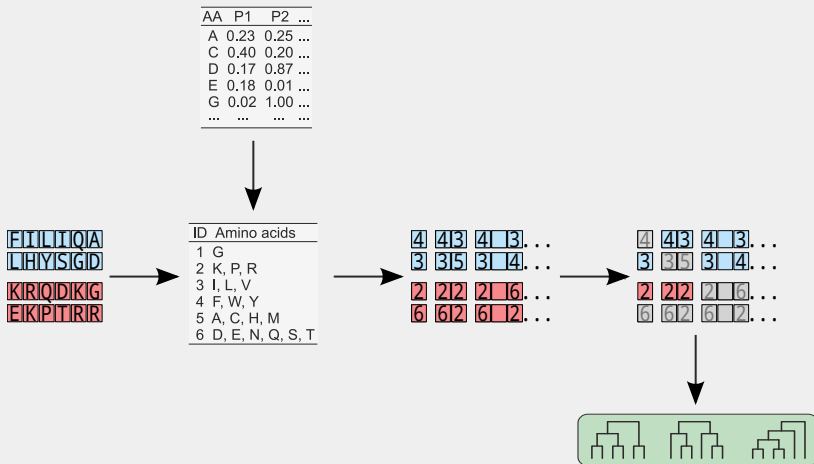 AA P1 P2 ...
A 0.23 0.25 ...
C 0.40 0.20 ...
D 0.17 0.87 ...
E 0.18 0.01 ...
G 0.02 1.00 ...
... ... ...
FILIQA
LHYSGD
KRQDKG
EKPTRR
ID Amino acids
1 G
2 K, P, R
3 I, L, V
4 F, W, Y
5 A, C, H, M
6 D, E, N, Q, S, T
4 43 4 3...
3 35 3 4...
2 22 2 6...
6 62 6 2...
4 43 4 3...
3 35 3 4...
2 22 2 6...
6 62 6 2...